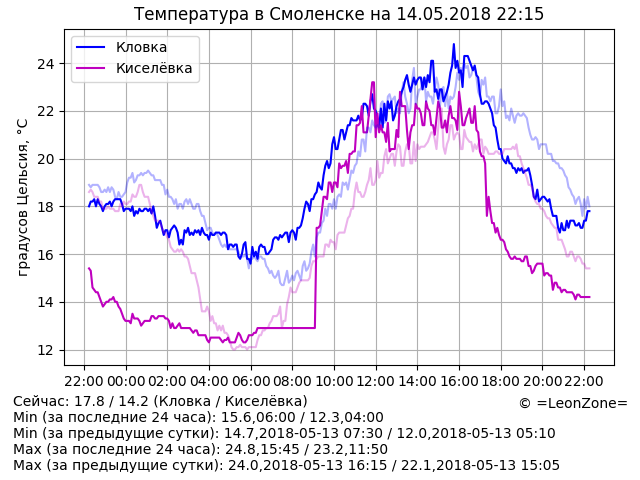 Температура в Смоленске на 14.05.2018 22:15
Кловка
Киселёвка
градусов Цельсия, °C
24
22
20
18
16
14
12
22:00 00:00 02:00 04:00 06:00 08:00 10:00 12:00 14:00 16:00 18:00 20:00 22:00
Сейчас: 17.8 / 14.2 (Кловка / Киселёвка)
© =LeonZone=
Min (за последние 24 часа): 15.6,06:00 / 12.3,04:00
Min (за предыдущие сутки): 14.7,2018-05-13 07:30 / 12.0,2018-05-13 05:10
Max (за последние 24 часа): 24.8,15:45 / 23.2,11:50
Max (за предыдущие сутки): 24.0,2018-05-13 16:15 / 22.1,2018-05-13 15:05